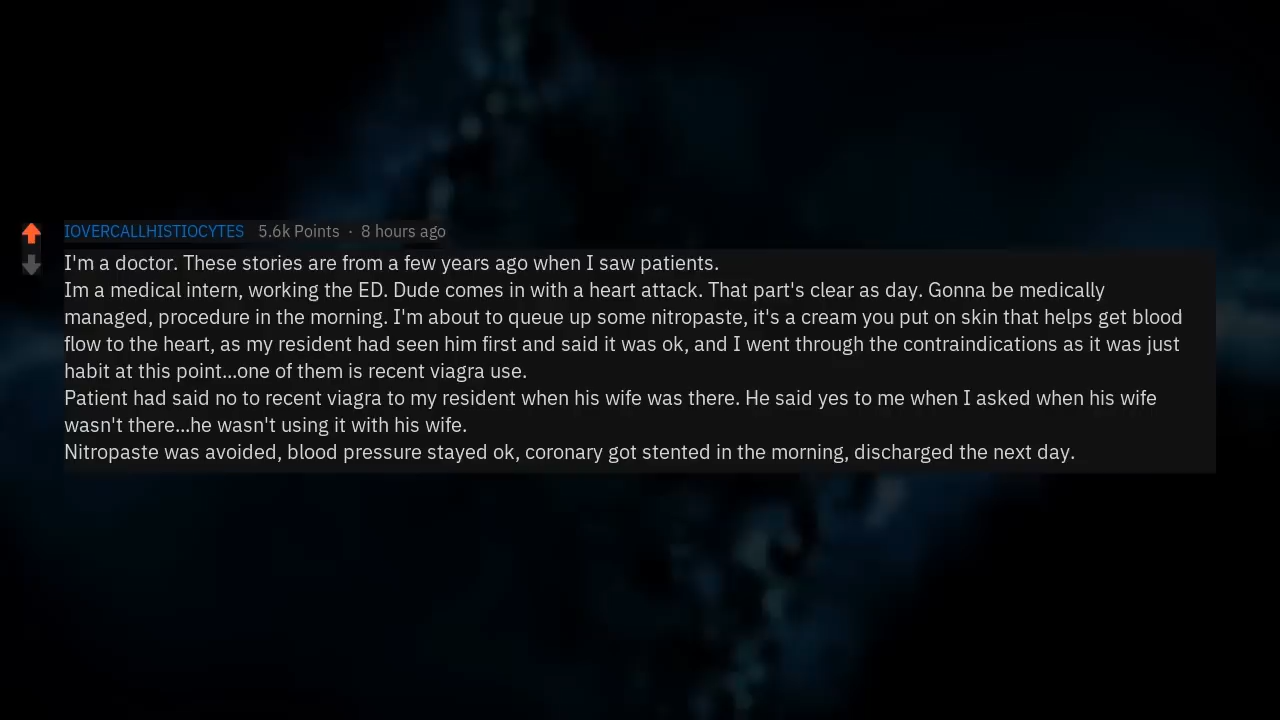 IOVERCALLHISTIOCYTES 5.6k Points · 8 hours ago
I'm a doctor. These stories are from a few years ago when I saw patients.
Im a medical intern, working the ED. Dude comes in with a heart attack. That part's clear as day. Gonna be medically
managed, procedure in the morning. I'm about to queue up some nitropaste, it's a cream you put on skin that helps get blood
flow to the heart, as my resident had seen him first and said it was ok, and I went through the contraindications as it was just
habit at this point...one of them is recent viagra use.
Patient had said no to recent viagra to my resident when his wife was there. He said yes to me when I asked when his wife
wasn't there...he wasn't using it with his wife.
Nitropaste was avoided, blood pressure stayed ok, coronary got stented in the morning, discharged the next day.